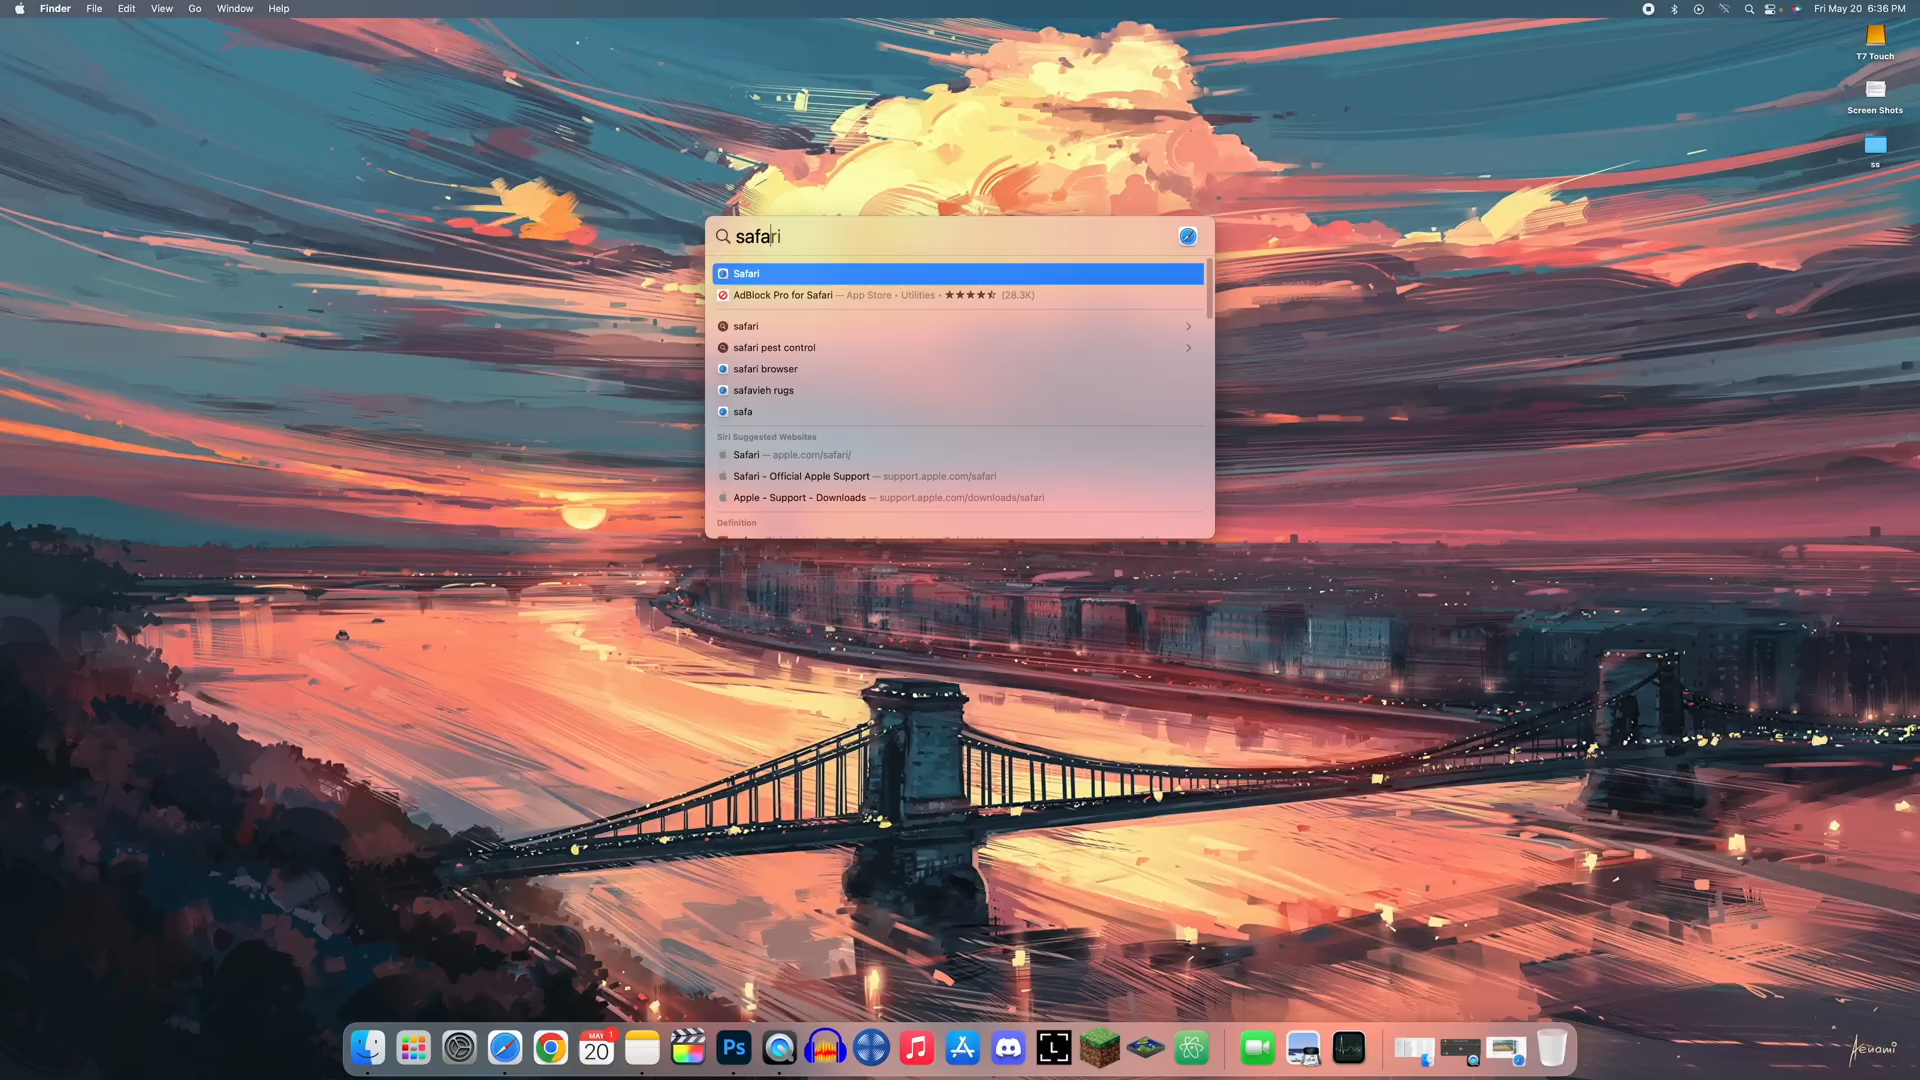 Finder File Edit View Go Window Help
Fri May 20 6:36 PM
T7 Touch
Screen Shots
ss
safari
Safari
AdBlock Pro for Safari — App Store • Utilities • (28.3K)
safari
safari pest control
safari browser
safavieh rugs
safa
Siri Suggested Websites
Safari — apple.com/safari/
Safari - Official Apple Support — support.apple.com/safari
Apple - Support - Downloads — support.apple.com/downloads/safari
Definition
MAY
1
20
Ps
L
Aenami